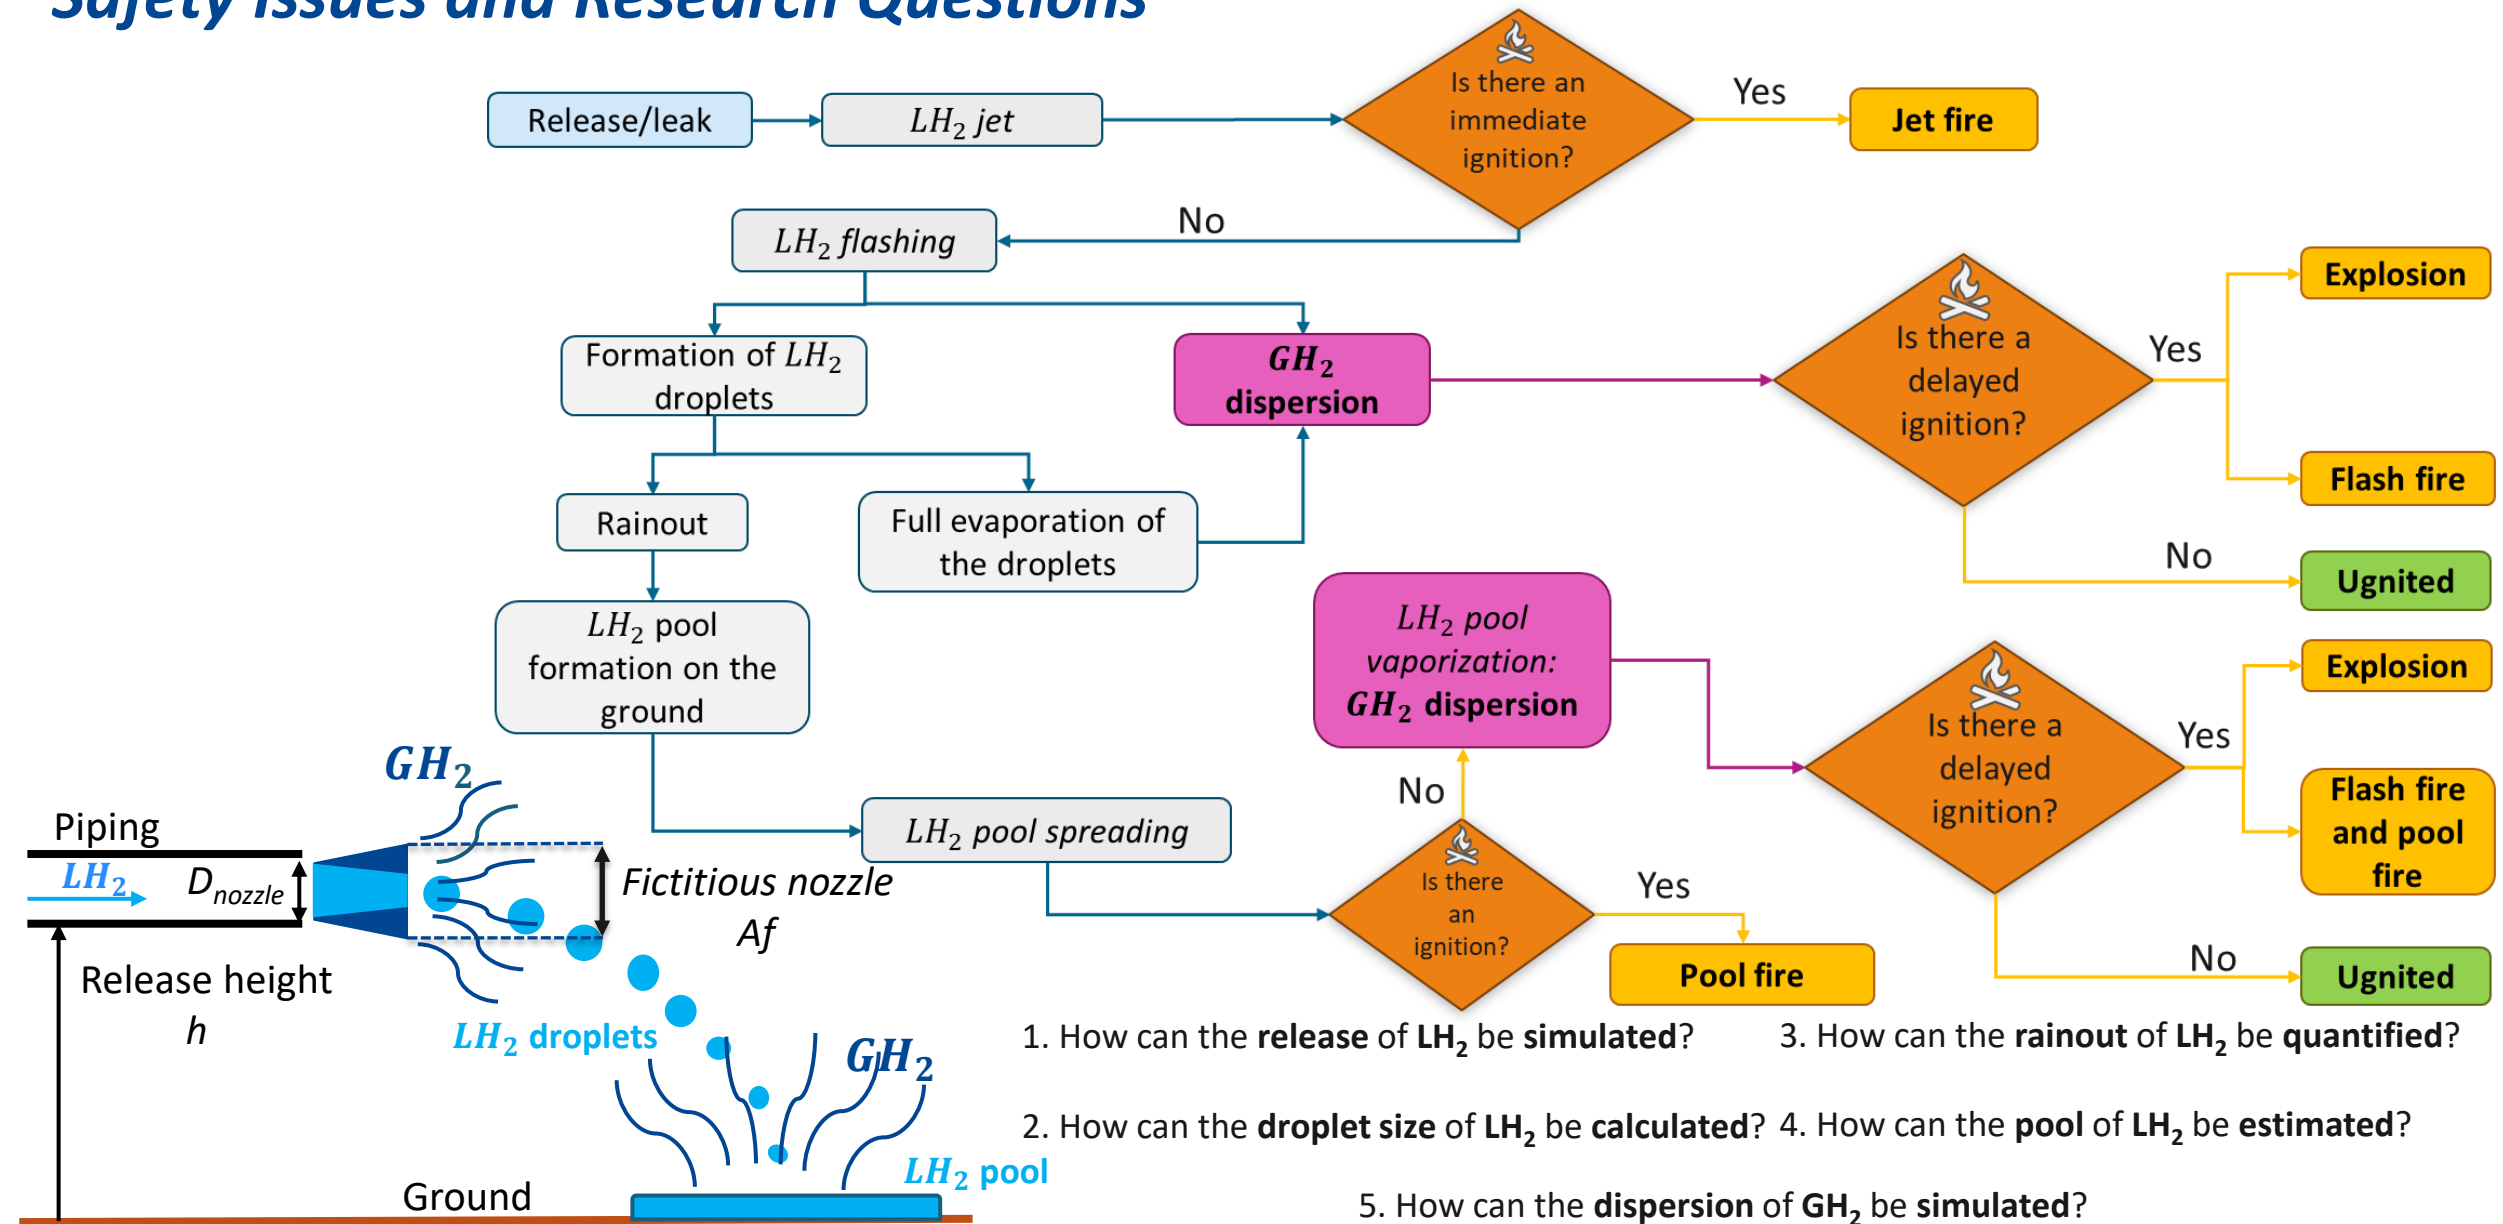 Safety Issues and Research Questions
Release/leak
LH₂ jet
Is there an
immediate
ignition?
Yes
Jet fire
No
LH₂ flashing
Formation of LH₂
droplets
GH₂
dispersion
Is there a
delayed
ignition?
Yes
Explosion
Flash fire
No
Ugnited
Rainout
Full evaporation of
the droplets
LH₂ pool
formation on the
ground
LH₂ pool
vaporization:
GH₂ dispersion
Is there a
delayed
ignition?
Yes
Explosion
Flash fire
and pool
fire
No
Ugnited
LH₂ pool spreading
No
Is there
an
ignition?
Yes
Pool fire
GH₂
Piping
LH₂
Dnozzle
Fictitious nozzle
Af
Release height
h
LH₂ droplets
GH₂
LH₂ pool
Ground
1. How can the release of LH₂ be simulated?
2. How can the droplet size of LH₂ be calculated?
3. How can the rainout of LH₂ be quantified?
4. How can the pool of LH₂ be estimated?
5. How can the dispersion of GH₂ be simulated?